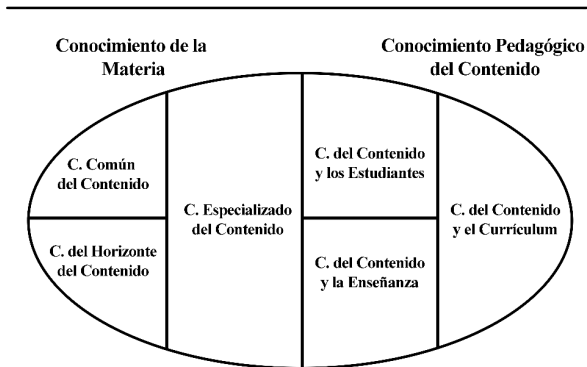 Conocimiento de la
Materia
Conocimiento Pedagógico
del Contenido
C. Común
del Contenido
C. del Horizonte
del Contenido
C. Especializado
del Contenido
C. del Contenido
y los Estudiantes
C. del Contenido
y la Enseñanza
C. del Contenido
y el Currículum